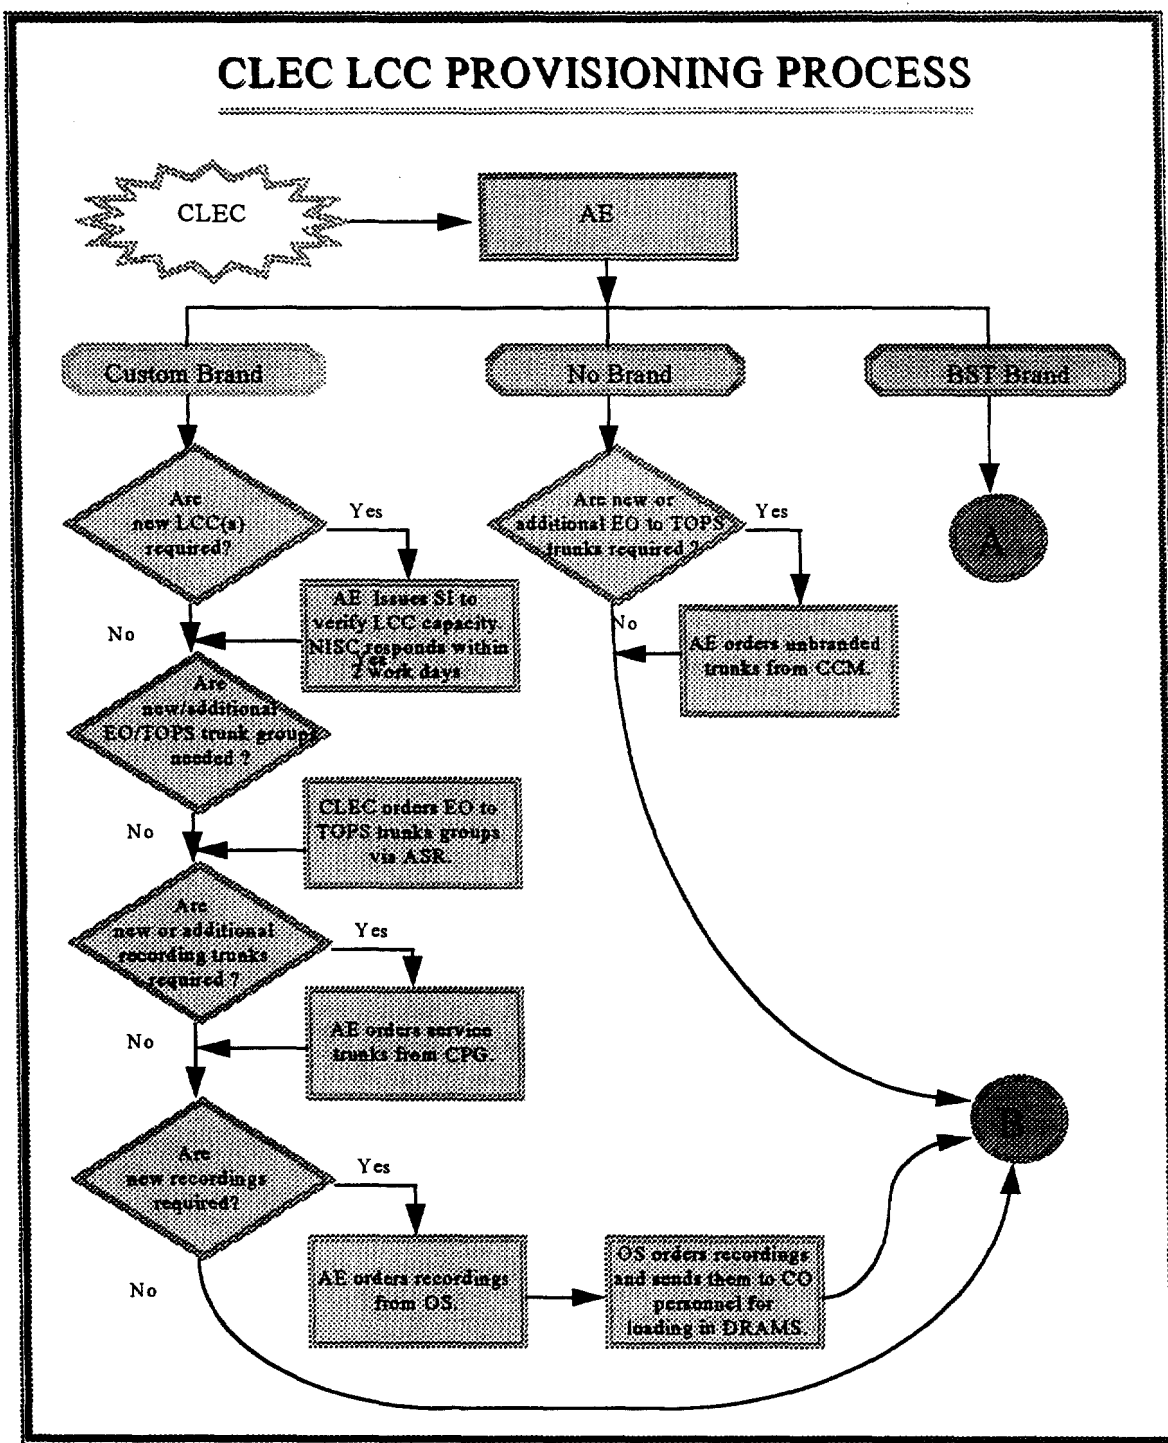 CLEC LCC PROVISIONING PROCESS
CLEC
AE
Custom Brand
No Brand
BST Brand
Are
new LCC(s)
required?
Yes
Are new or
additional EO to TOPS
trunks required ?
Yes
A
No
AE Issues SI to
verify LCC capacity.
NISC responds within
2 work days
Yes
No
AE orders unbranded
trunks from CCM.
Are
new/additional
EO/TOPS trunk groups
needed ?
No
CLEC orders EO to
TOPS trunks groups
via ASR.
Are
new or additional
recording trunks
required ?
Yes
No
AE orders service
trunks from CPG.
B
Are
new recordings
required?
Yes
No
AE orders recordings
from OS.
OS orders recordings
and sends them to CO
personnel for
loading in DRAMS.